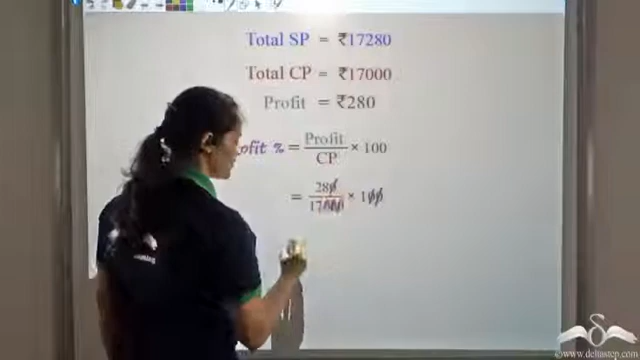 Total SP = ₹17280
Total CP = ₹17000
Profit = ₹280
ofit % = Profit/CP × 100
= 280/17000 × 100
©www.deltastep.com